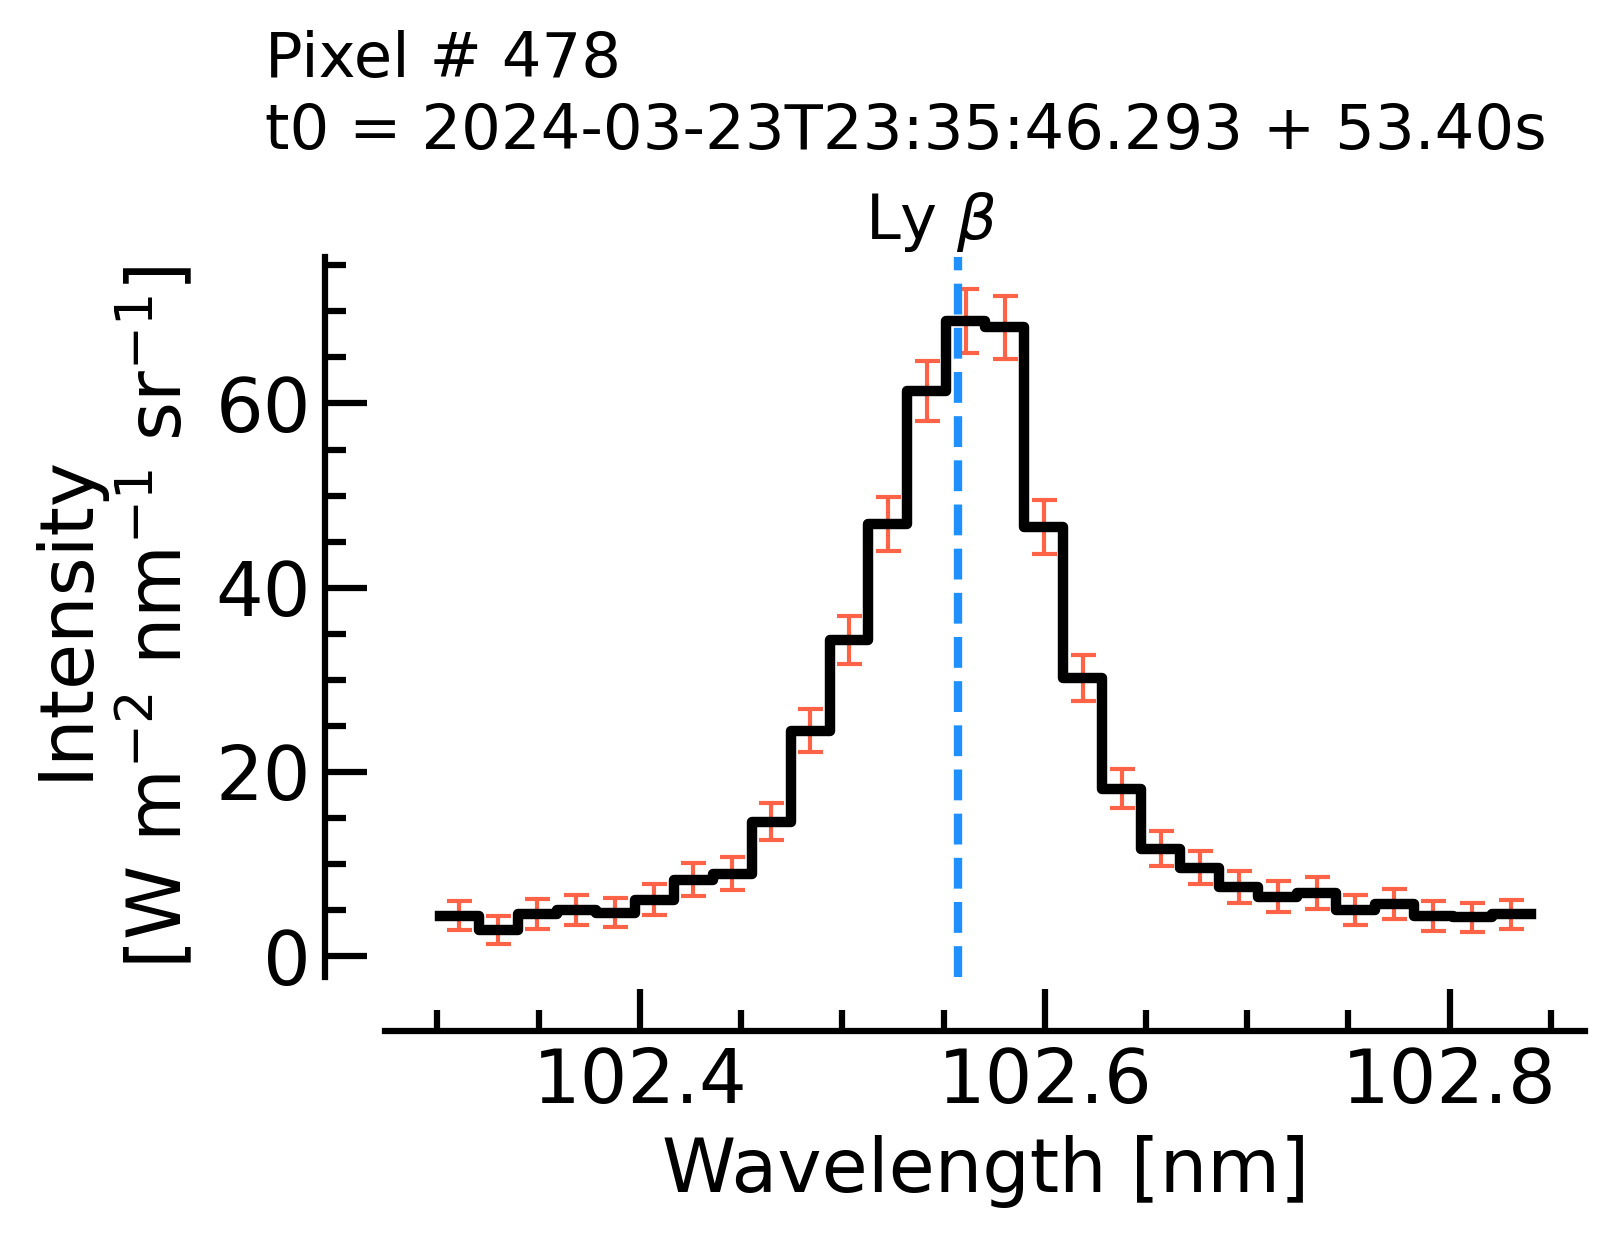 Pixel # 478
t0 = 2024-03-23T23:35:46.293 + 53.40s
Ly β
Intensity
[W m⁻² nm⁻¹ sr⁻¹]
60
40
20
0
102.4 102.6 102.8
Wavelength [nm]